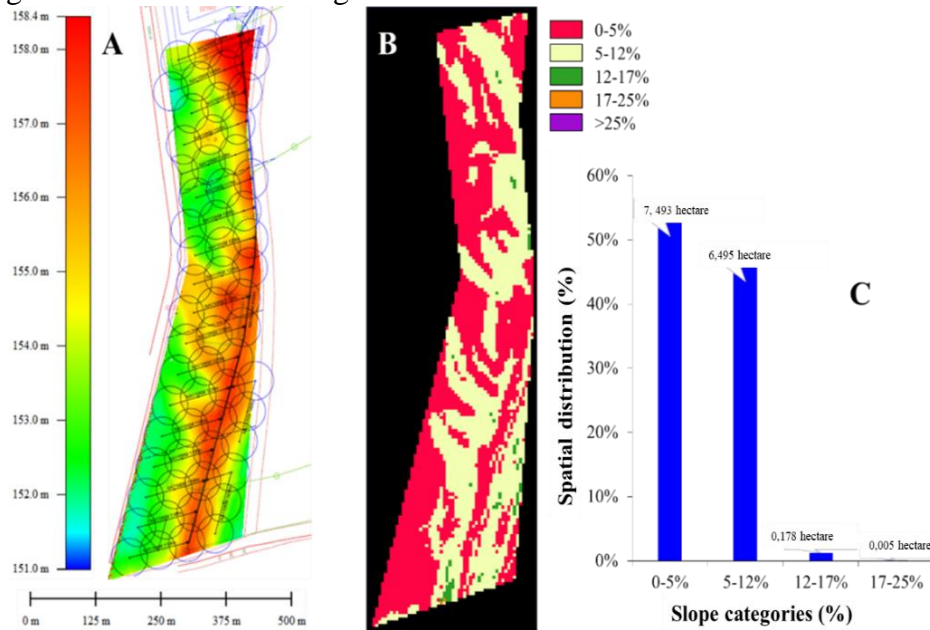 158.4 m
158.0 m
157.0 m
156.0 m
155.0 m
154.0 m
153.0 m
152.0 m
151.0 m
0 m
125 m
250 m
375 m
500 m
A
B
0-5%
5-12%
12-17%
17-25%
>25%
60%
50%
40%
30%
20%
10%
0%
Spatial distribution (%)
7, 493 hectare
6,495 hectare
0,178 hectare
0,005 hectare
C
0-5%
5-12%
12-17%
17-25%
Slope categories (%)